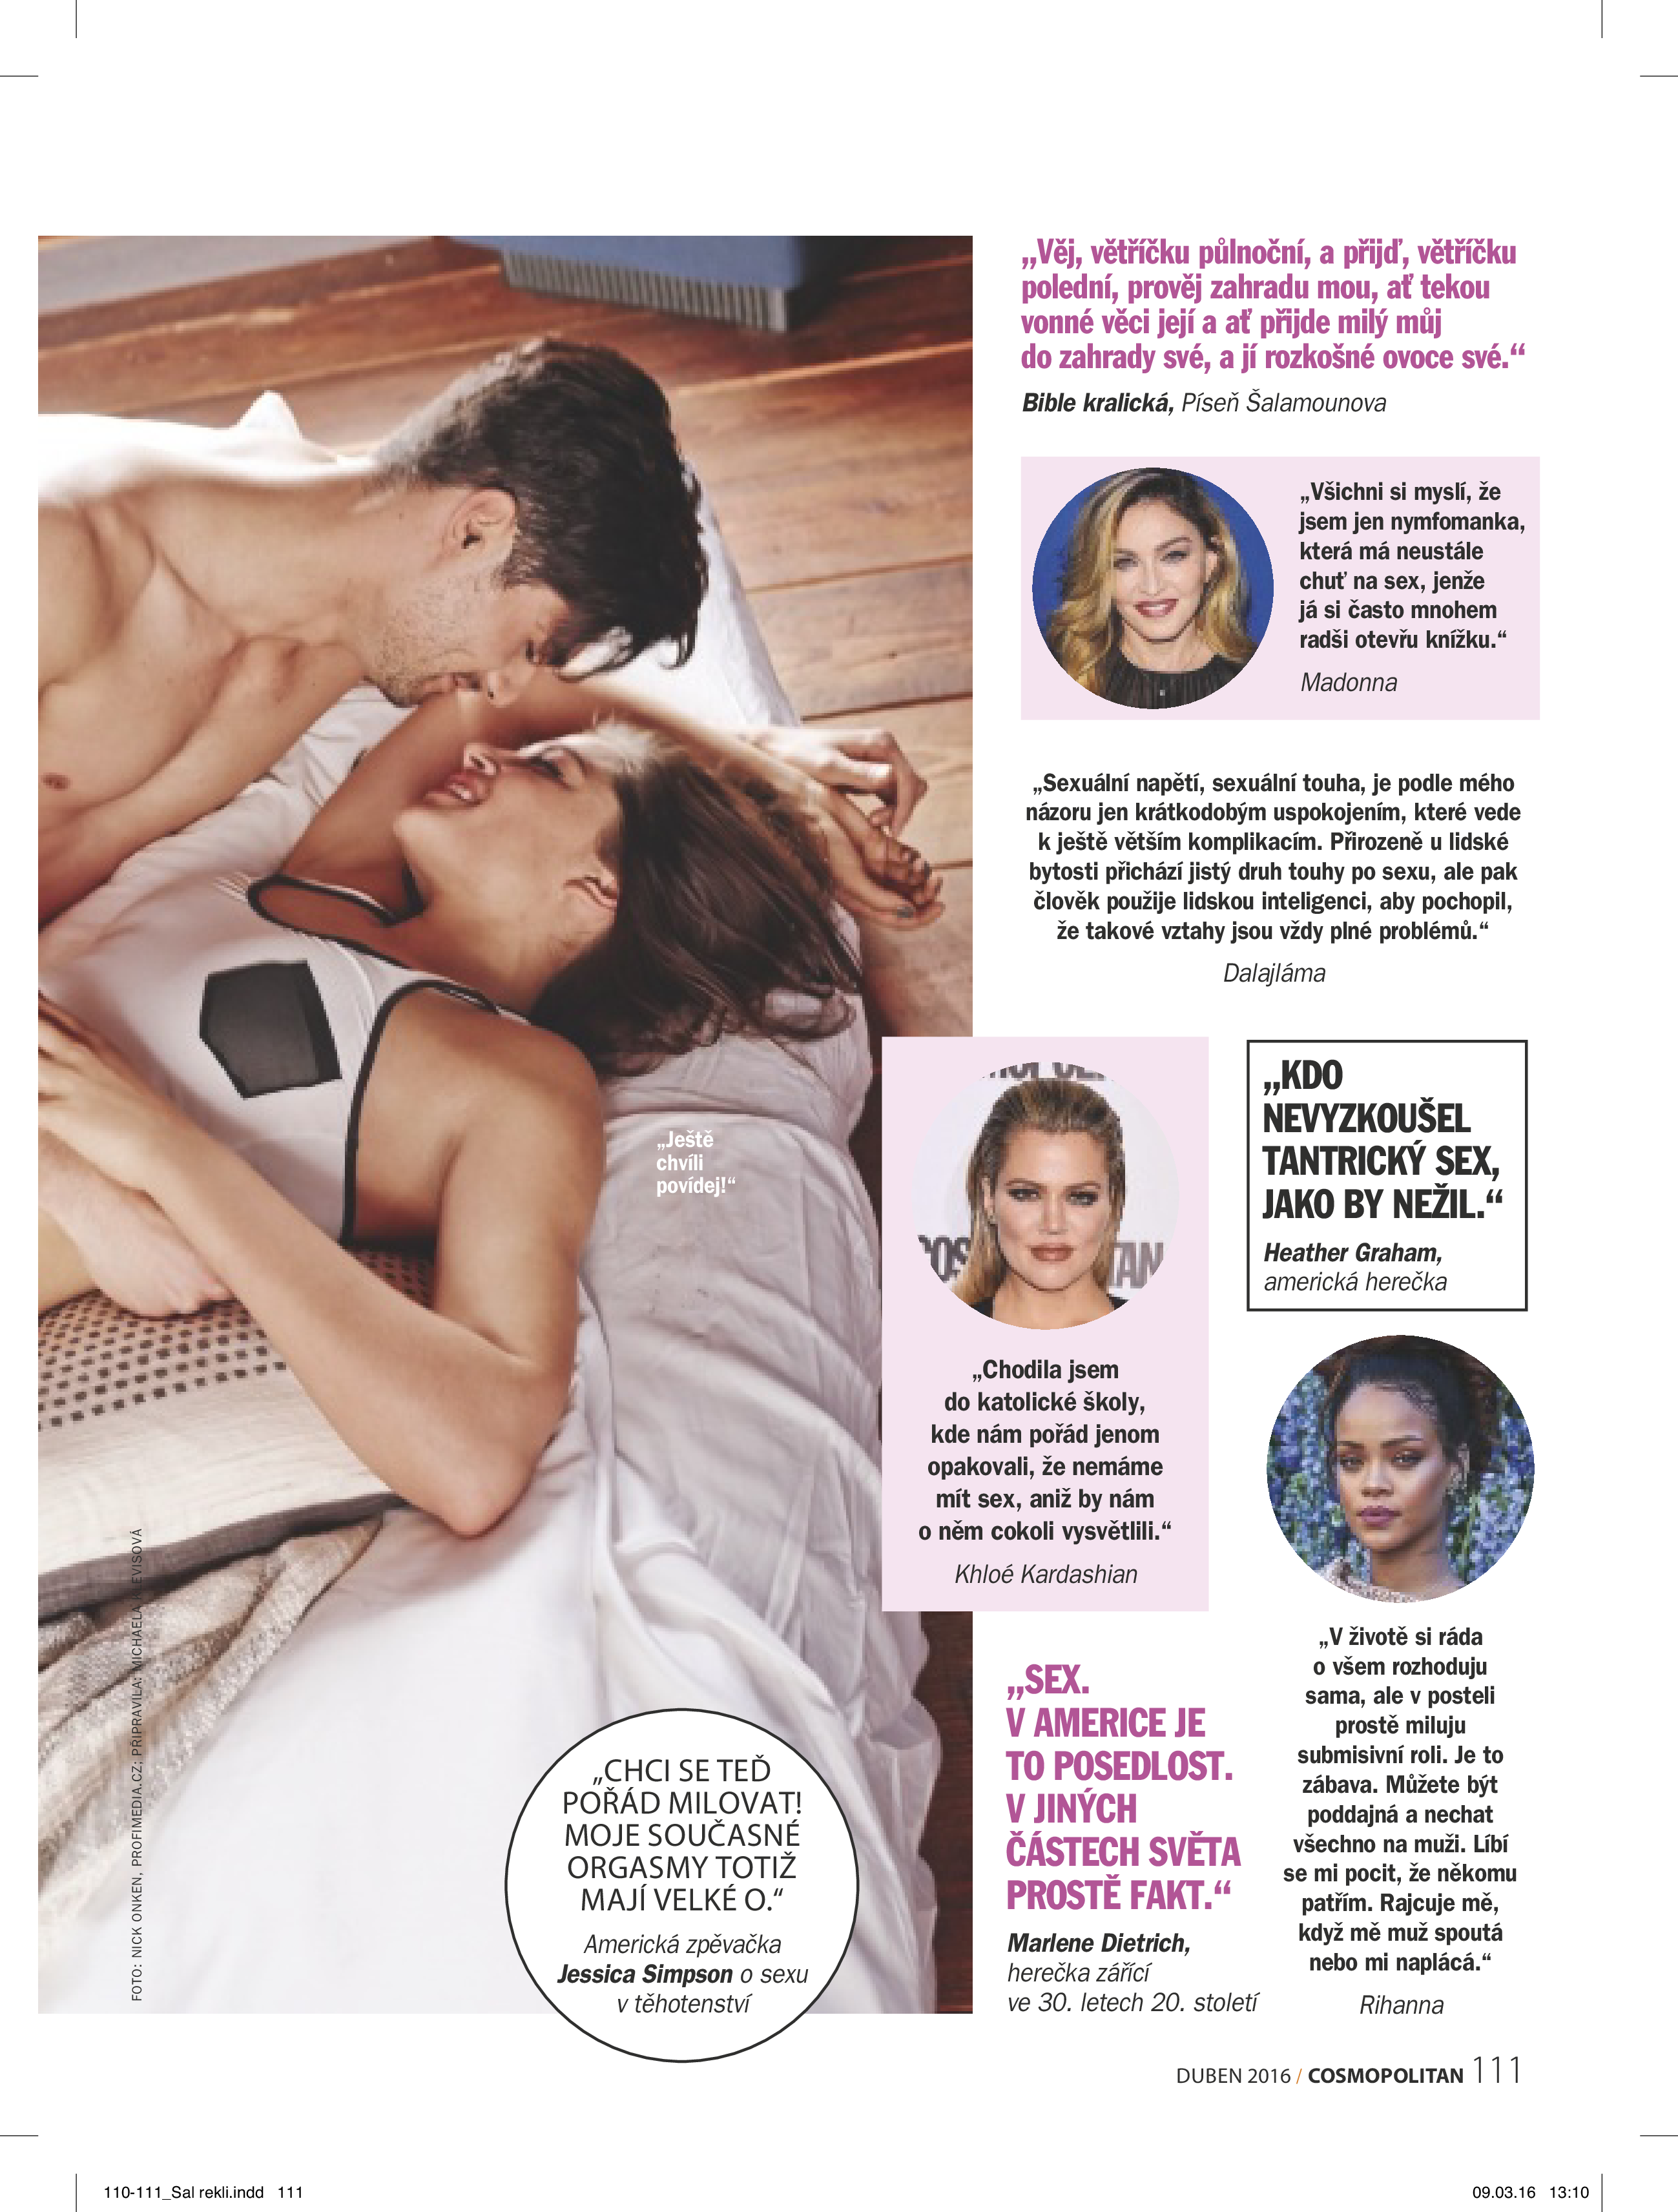 „Věj, větříčku půlnoční, a přijď, větříčku
polední, prověj zahradu mou, ať tekou
vonné věci její a ať přijde milý můj
do zahrady své, a jí rozkošné ovoce své.“
Bible kralická, Píseň Šalamounova
„Všichni si myslí, že
jsem jen nymfomanka,
která má neustále
chuť na sex, jenže
já si často mnohem
radši otevřu knížku.“
Madonna
„Sexuální napětí, sexuální touha, je podle mého
názoru jen krátkodobým uspokojením, které vede
k ještě větším komplikacím. Přirozeně u lidské
bytosti přichází jistý druh touhy po sexu, ale pak
člověk použije lidskou inteligenci, aby pochopil,
že takové vztahy jsou vždy plné problémů.“
Dalajláma
„Ještě
chvíli
povídej!“
„Chodila jsem
do katolické školy,
kde nám pořád jenom
opakovali, že nemáme
mít sex, aniž by nám
o něm cokoli vysvětlili.“
Khloé Kardashian
„KDO
NEVYZKOUŠEL
TANTRICKÝ SEX,
JAKO BY NEŽIL.“
Heather Graham,
americká herečka
„V životě si ráda
o všem rozhoduju
sama, ale v posteli
prostě miluju
submisivní roli. Je to
zábava. Můžete být
poddajná a nechat
všechno na muži. Líbí
se mi pocit, že někomu
patřím. Rajcuje mě,
když mě muž spoutá
nebo mi naplácá.“
Rihanna
„SEX.
V AMERICE JE
TO POSEDLOST.
V JINÝCH
ČÁSTECH SVĚTA
PROSTĚ FAKT.“
Marlene Dietrich,
herečka zářící
ve 30. letech 20. století
„CHCI SE TEĎ
POŘÁD MILOVAT!
MOJE SOUČASNÉ
ORGASMY TOTIŽ
MAJÍ VELKÉ O.“
Americká zpěvačka
Jessica Simpson o sexu
v těhotenství
FOTO: NICK ONKEN, PROFIMEDIA.CZ; PŘIPRAVILA: MICHAELA
DUBEN 2016 / COSMOPOLITAN 111
110-111_Sal rekli.indd 111
09.03.16 13:10